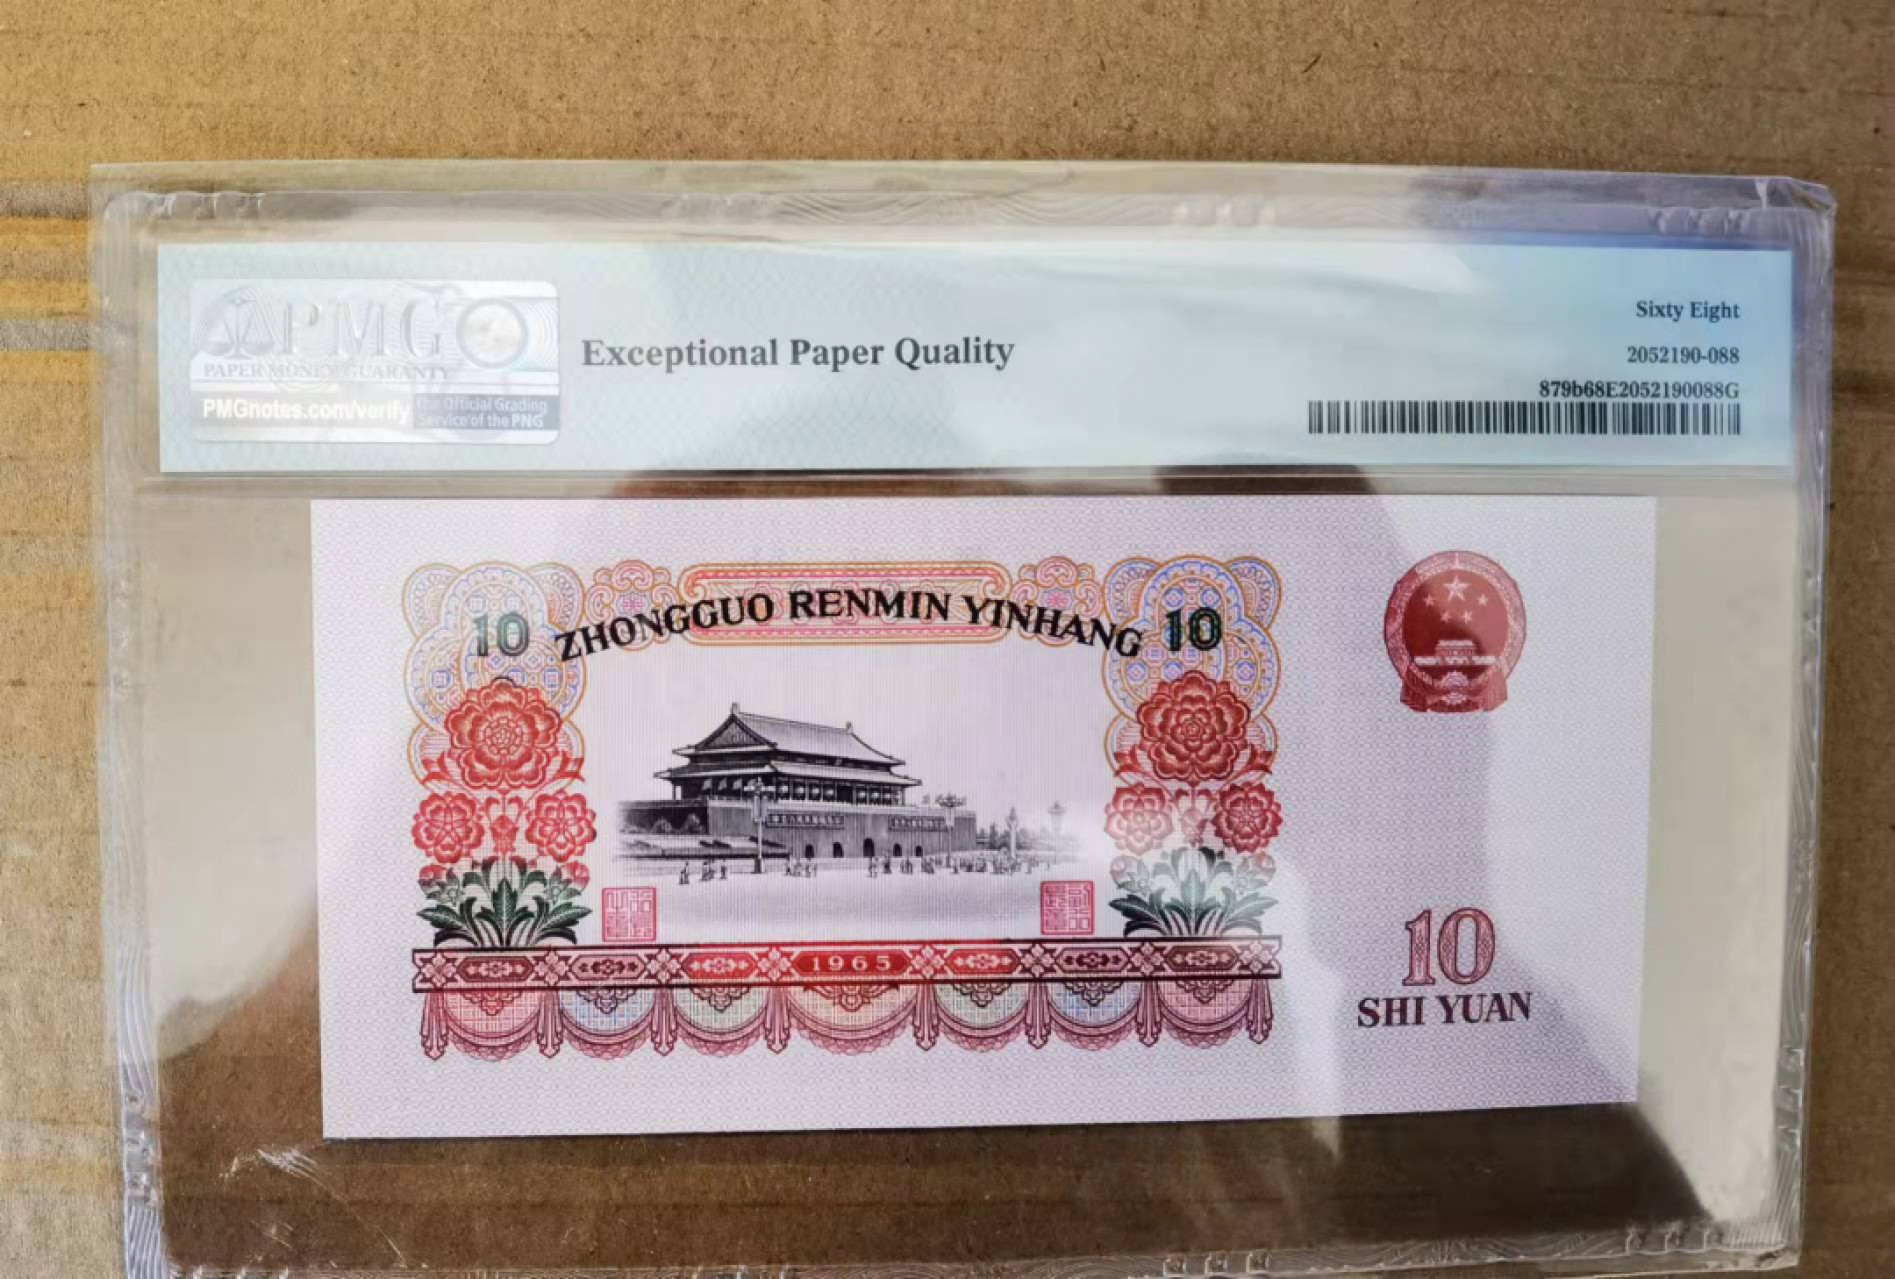 PMG
PAPER MONEY GUARANTY
PMGnotes.com/verify
The Official Grading
Service of the PNG
Exceptional Paper Quality
Sixty Eight
2052190-088
879b68E2052190088G
10 ZHONGGUO RENMIN YINHANG 10
1965
10
SHI YUAN